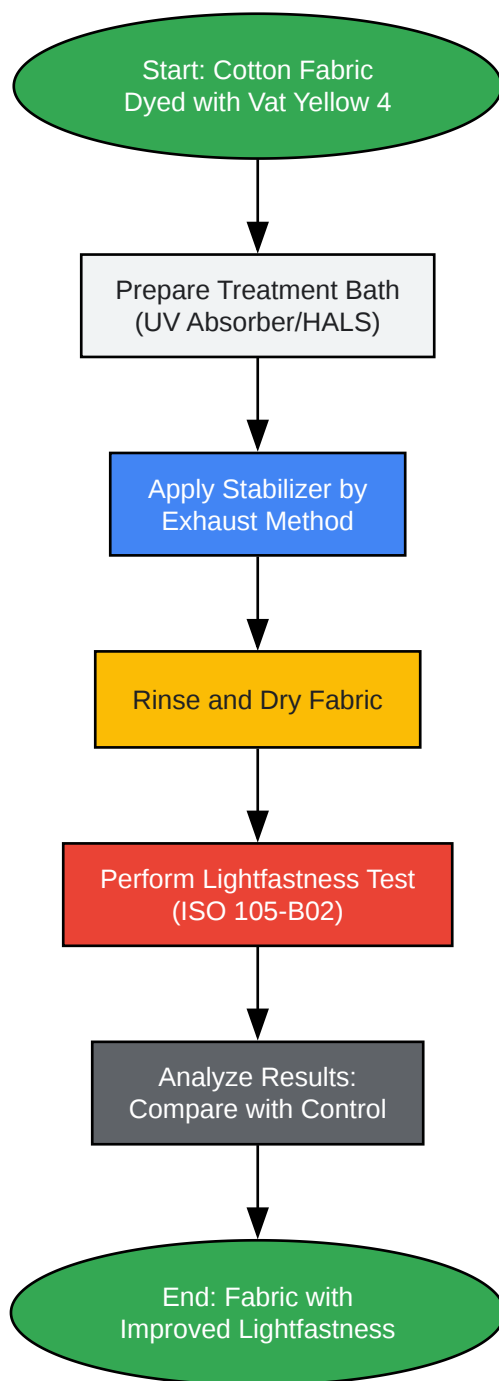 Start: Cotton Fabric
Dyed with Vat Yellow 4
Prepare Treatment Bath
(UV Absorber/HALS)
Apply Stabilizer by
Exhaust Method
Rinse and Dry Fabric
Perform Lightfastness Test
(ISO 105-B02)
Analyze Results:
Compare with Control
End: Fabric with
Improved Lightfastness